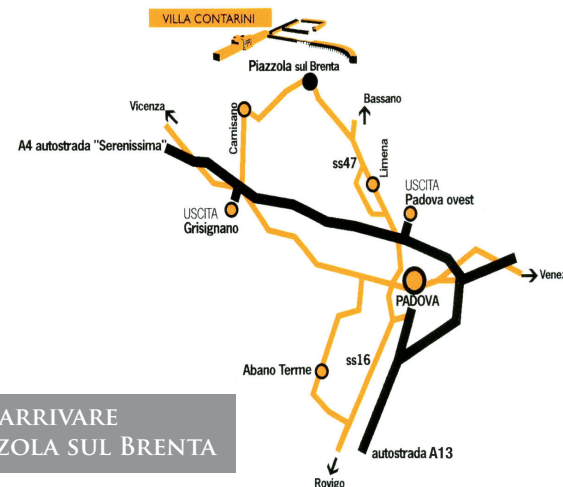 VILLA CONTARINI
Piazzola sul Brenta
Vicenza
Bassano
Camisano
A4 autostrada "Serenissima"
ss47
Limena
USCITA
Padova ovest
USCITA
Grisignano
PADOVA
Abano Terme
ss16
ARRIVARE
SUL BRENTA
autostrada A13
Rovigo